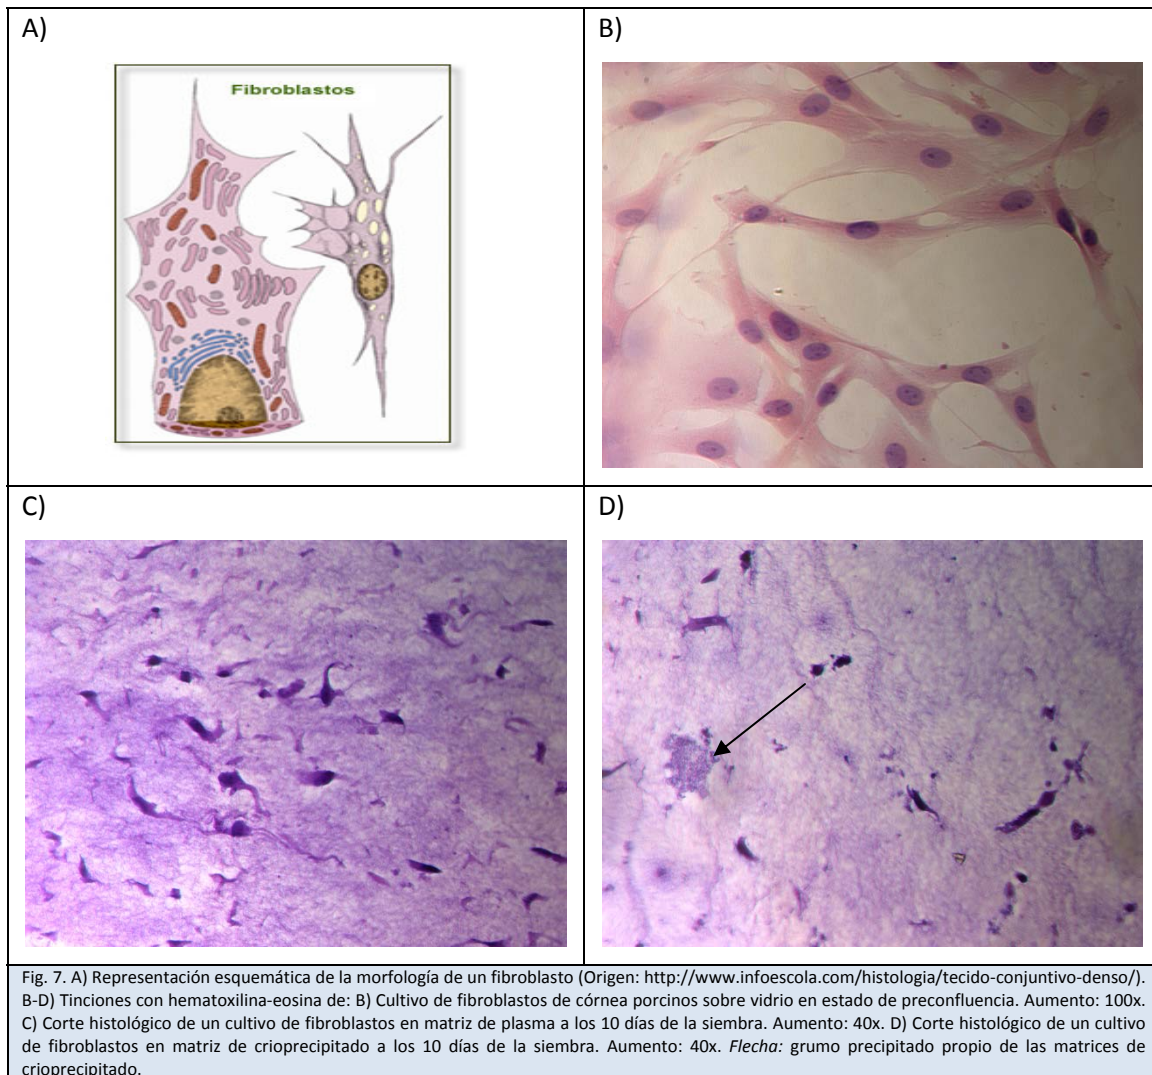 A)
Fibroblastos
B)
C)
D)
Fig. 7. A) Representación esquemática de la morfología de un fibroblasto (Origen: http://www.infoescola.com/histologia/tecido-conjuntivo-denso/).
B-D) Tinciones con hematoxilina-eosina de: B) Cultivo de fibroblastos de córnea porcinos sobre vidrio en estado de preconfluencia. Aumento: 100x.
C) Corte histológico de un cultivo de fibroblastos en matriz de plasma a los 10 días de la siembra. Aumento: 40x. D) Corte histológico de un cultivo
de fibroblastos en matriz de crioprecipitado a los 10 días de la siembra. Aumento: 40x. Flecha: grumo precipitado propio de las matrices de
crioprecipitado.